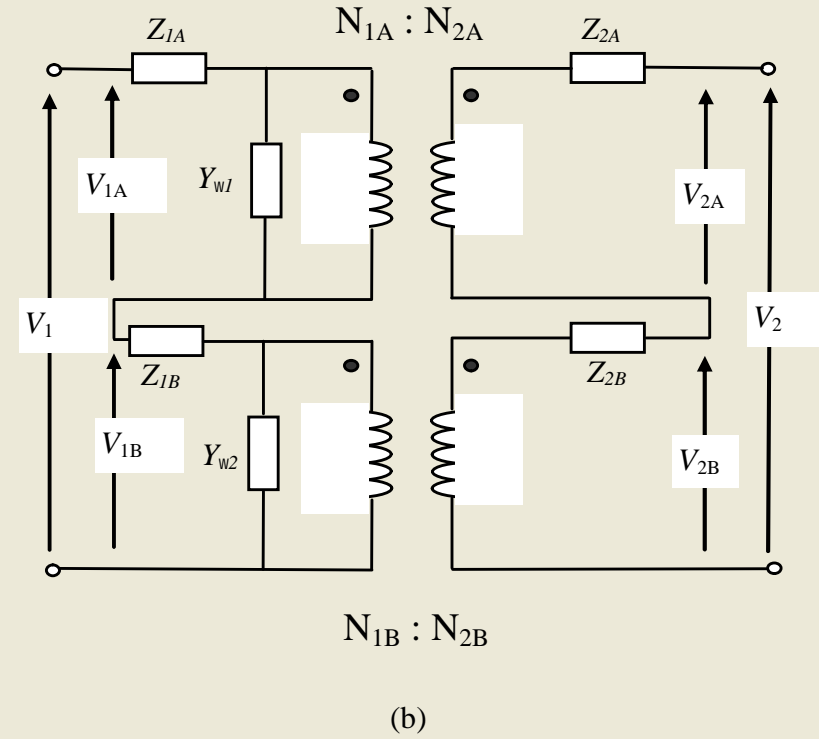 N1A : N2A
Z1A
Z2A
V1A
Yw1
V2A
V1
V2
Z1B
Z2B
V1B
Yw2
V2B
N1B : N2B
(b)